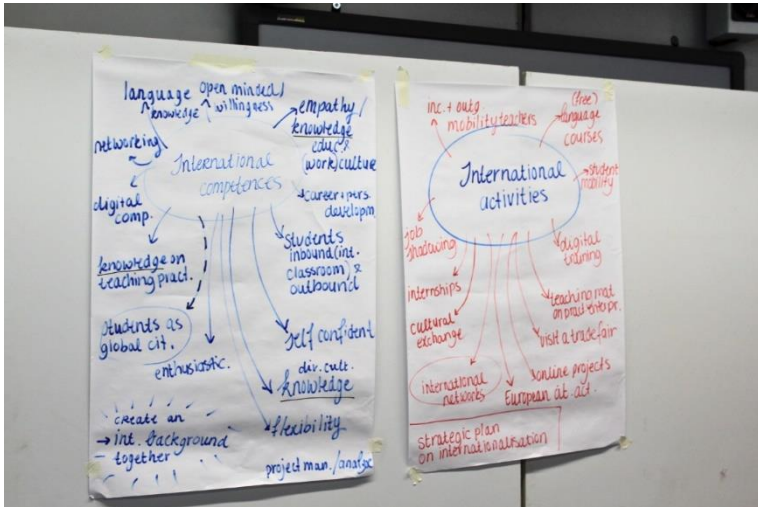 language
knowledge
open minded/
willingness
empathy/
knowledge
educ &
(work)culture
networking
International
competences
career + pers.
developm.
digital
comp.
knowledge on
teaching pract.
students
inbound (int.
classroom) &
outbound
students as
global cit.
enthusiastic.
self confident
div. cult.
knowledge
flexibility
create an
int. background
together
project man./
inc. + outg
mobility teachers
(free)
language
courses
International
activities
student
mobility
job
shadowing
digital
training
internships
teaching mat
on pract enterpr.
cultural
exchange
visit a trade fair
online projects
international
networks
European
act.
strategic plan
on internationalisation